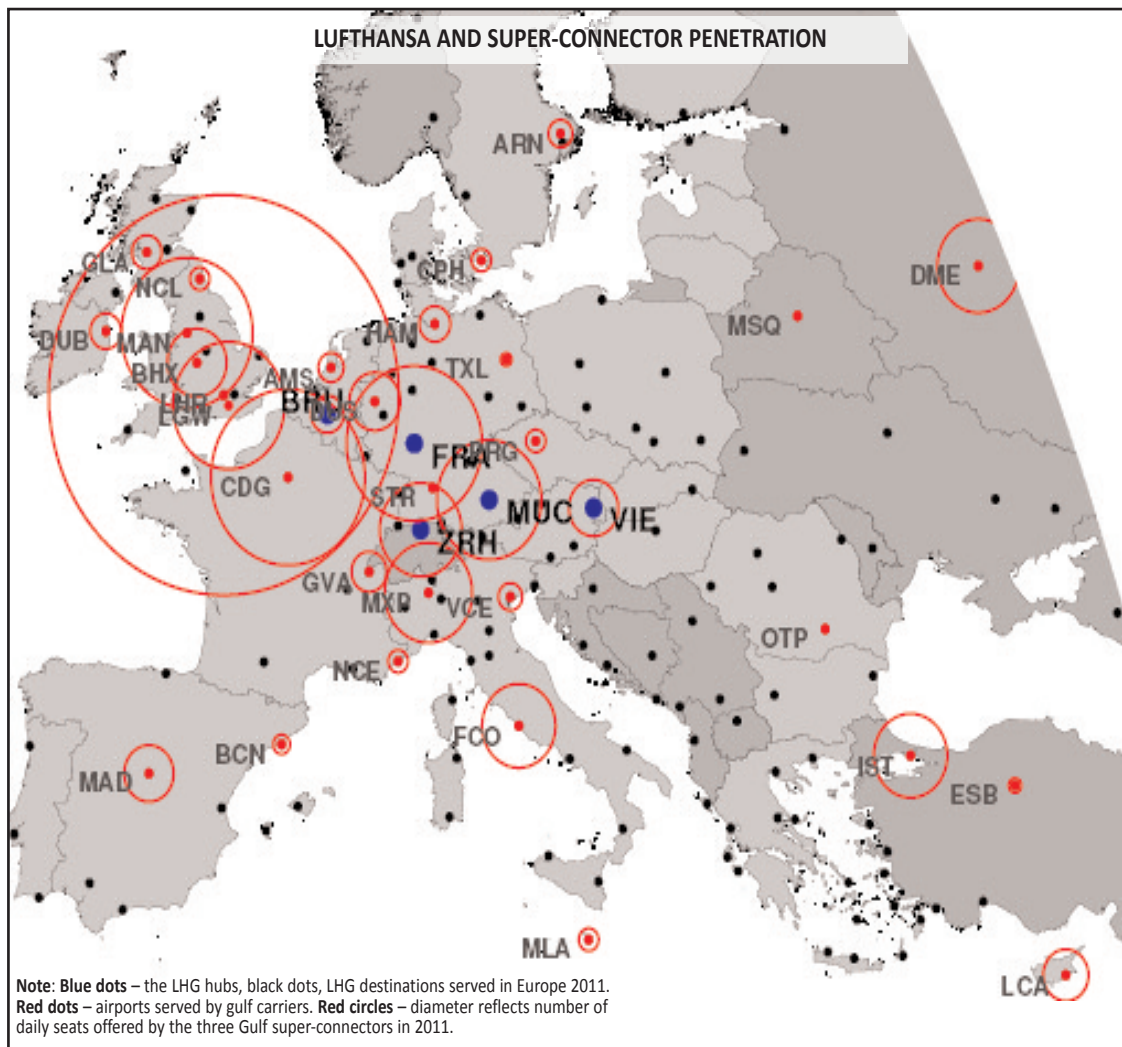 LUFTHANSA AND SUPER-CONNECTOR PENETRATION
ARN
GLA
CPH
DME
NCL
DUB
MAN
HAM
MSQ
BHX
AMS
TXL
LHR
BRU
DUS
LGW
FRA
PRG
CDG
STR
MUC
VIE
ZRH
GVA
MXP
VCE
OTP
NCE
BCN
FCO
IST
MAD
ESB
MLA
LCA
Note: Blue dots – the LHG hubs, black dots, LHG destinations served in Europe 2011.
Red dots – airports served by gulf carriers. Red circles – diameter reflects number of
daily seats offered by the three Gulf super-connectors in 2011.